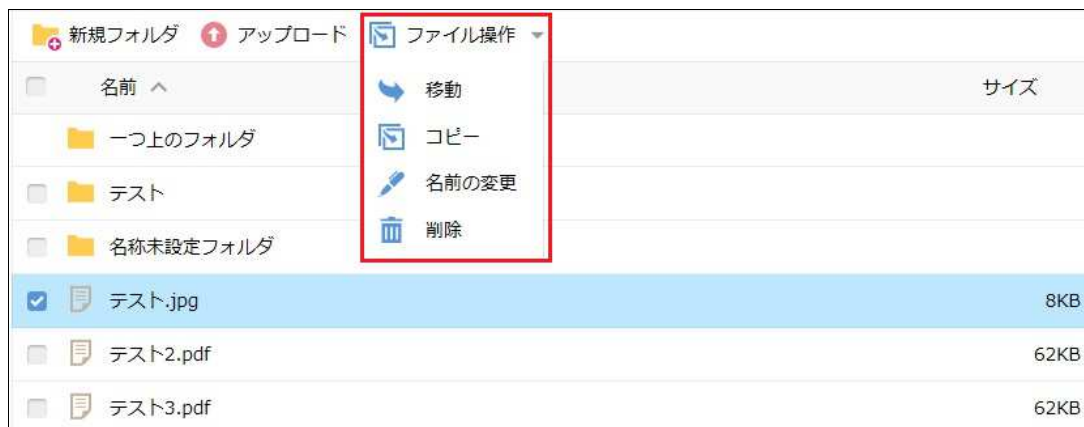 新規フォルダ アップロード ファイル操作
名前 サイズ
移動
一つ上のフォルダ
コピー
テスト
名前の変更
名称未設定フォルダ
削除
テスト.jpg 8KB
テスト2.pdf 62KB
テスト3.pdf 62KB